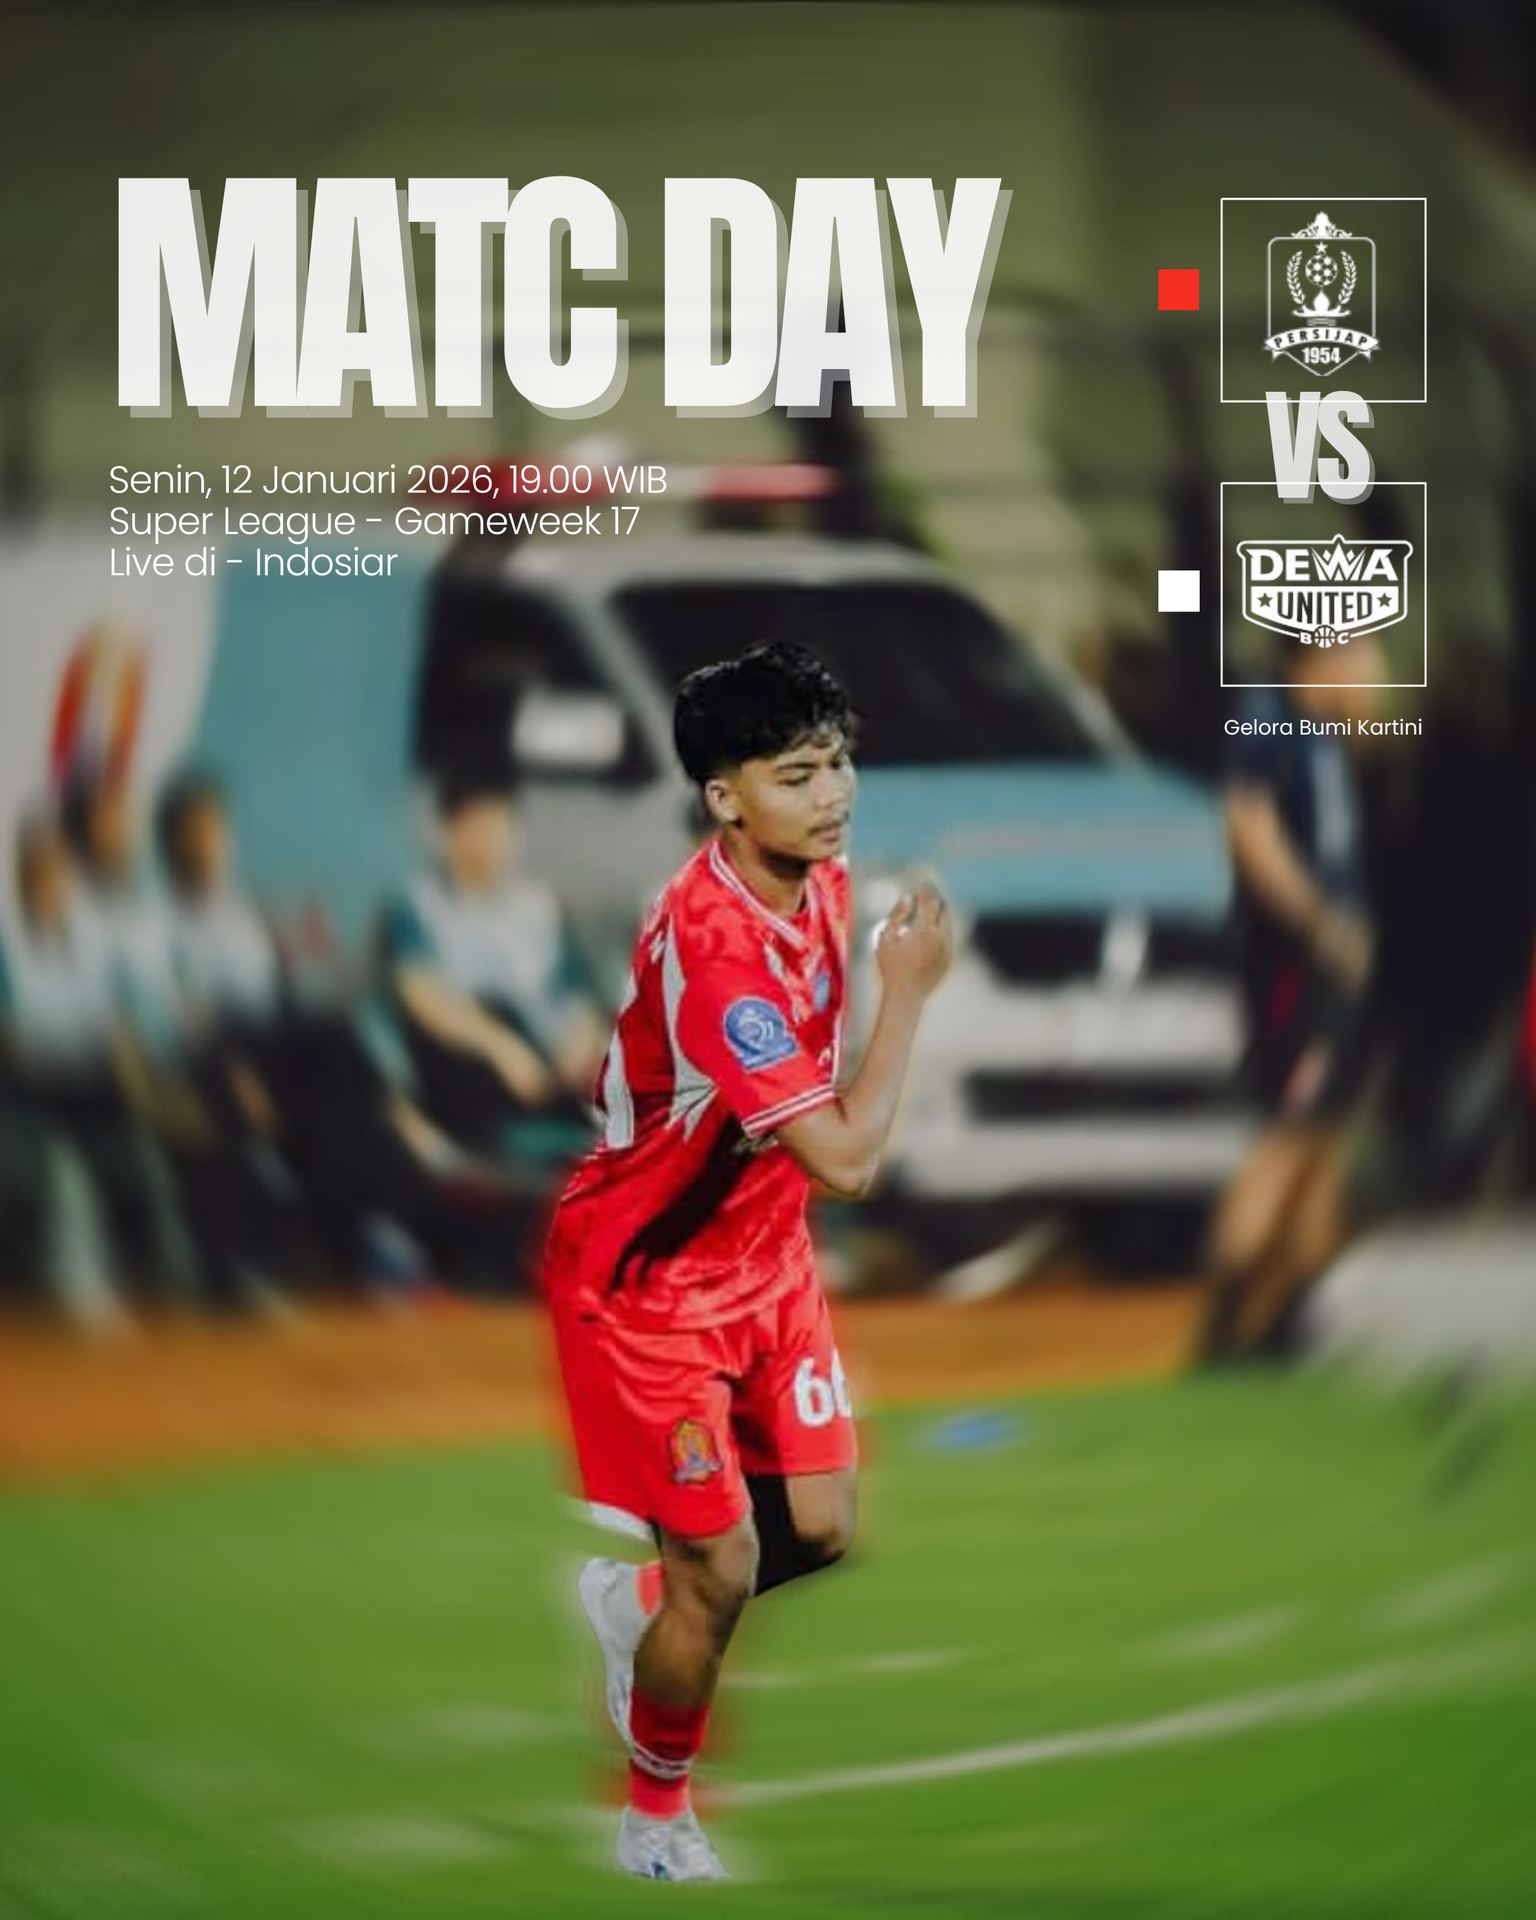 MATC DAY
Senin, 12 Januari 2026, 19.00 WIB
Super League - Gameweek 17
Live di - Indosiar
PERSIJAP
1954
VS
DEWA
UNITED
BC
Gelora Bumi Kartini